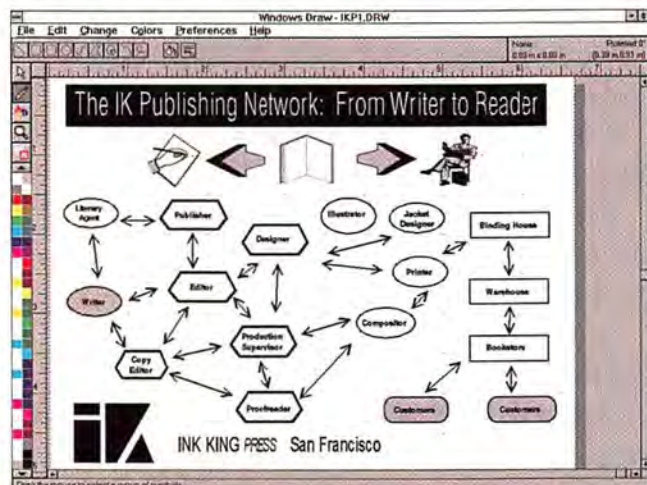 Windows Draw - IKP1.DRW
File Edit Change Colors Preferences Help
None
The IK Publishing Network: From Writer to Reader
Literary Agent
Publisher
Illustrator
Jacket Designer
Designer
Binding House
Editor
Printer
Writer
Warehouse
Compositor
Production Supervisor
Bookstore
Copy Editor
Proofreader
Customers
Customers
iK
INK KING PRESS San Francisco